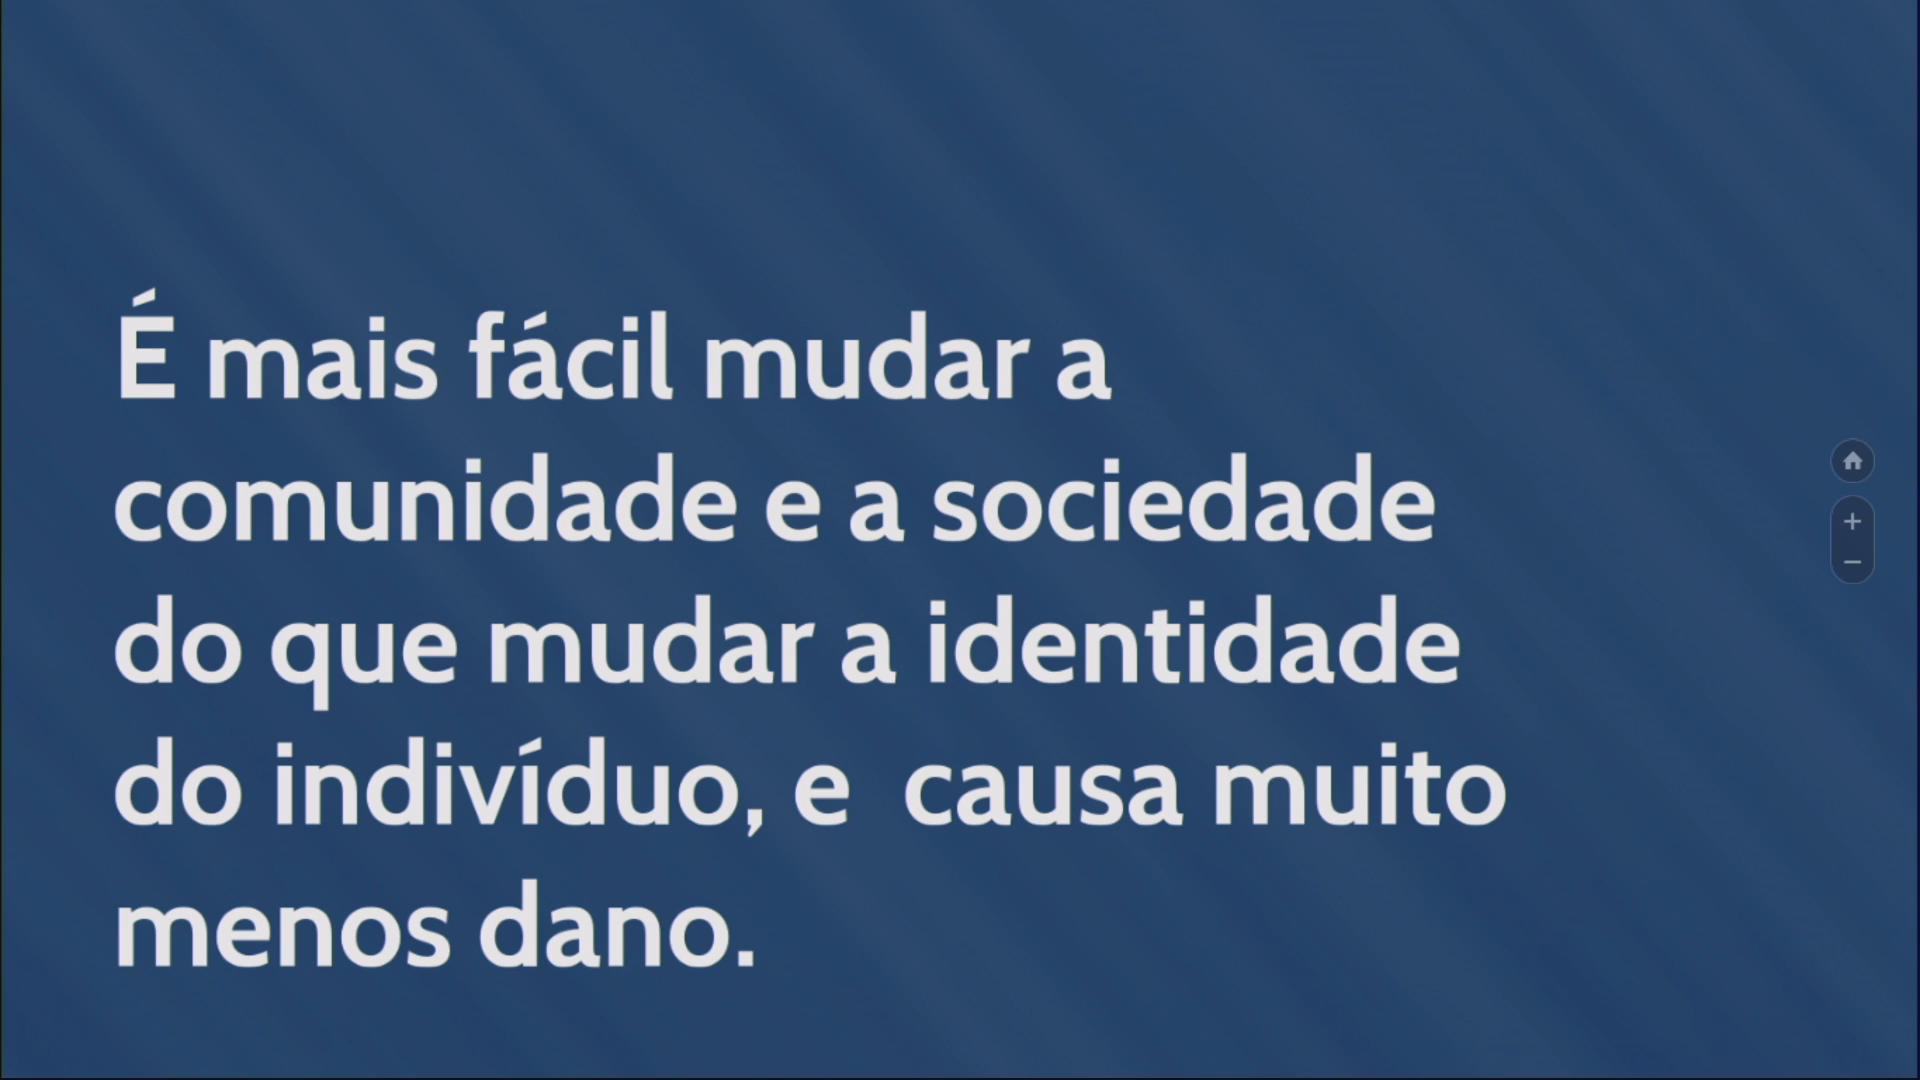 É mais fácil mudar a
comunidade e a sociedade
do que mudar a identidade
do indivíduo, e  causa muito
menos dano.